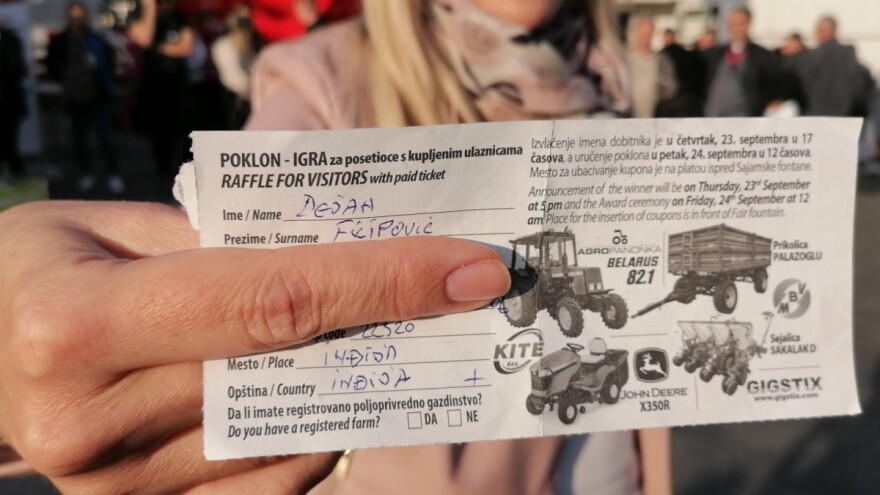 POKLON - IGRA za posetioce s kupljenim ulaznicama
RAFFLE FOR VISITORS with paid ticket
Ime / Name Dejan
Prezime / Surname
22320
Mesto / Place INĐIJA
Opština / Country INĐIJA
Da li imate registrovano poljoprivredno gazdinstvo?
Do you have a registered farm? DA NE
Izvlačenje imena dobitnika je u četvrtak, 23. septembra u 17
časova, a uručenje poklona u petak, 24. septembra u 12 časova.
Mesto za ubacivanje kupona je na platou ispred Sajamske fontane.
Announcement of the winner will be on Thursday, 23rd September
at 5 pm and the Award ceremony on Friday, 24th September at 12
am. Place for the insertion of coupons is in front of Fair fountain.
AGROPANONKA
BELARUS
82.1
Prikolica
PALAZOGLU
BMV
KITE
d.o.o.
JOHN DEERE
X350R
Sejalica
SAKALAK D
GIGSTIX
www.gigstix.com